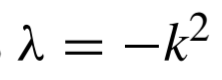 λ = −k²